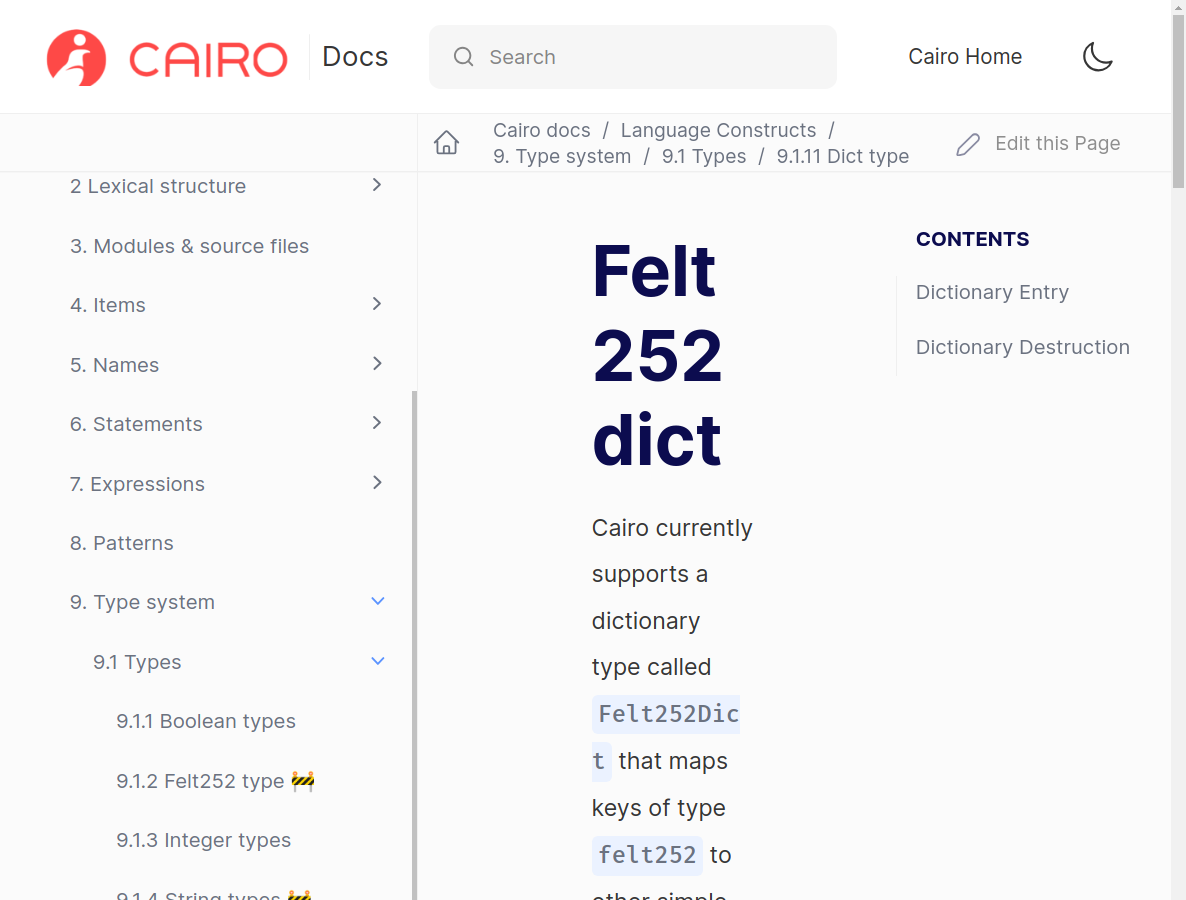 CAIRO Docs
Search
Cairo Home
Cairo docs / Language Constructs /
9. Type system / 9.1 Types / 9.1.11 Dict type
Edit this Page
2 Lexical structure
3. Modules & source files
4. Items
5. Names
6. Statements
7. Expressions
8. Patterns
9. Type system
9.1 Types
9.1.1 Boolean types
9.1.2 Felt252 type 🚧
9.1.3 Integer types
9.1.4 String types 🚧
Felt
252
dict
Cairo currently
supports a
dictionary
type called
Felt252Dic
t that maps
keys of type
felt252 to
other simple
CONTENTS
Dictionary Entry
Dictionary Destruction